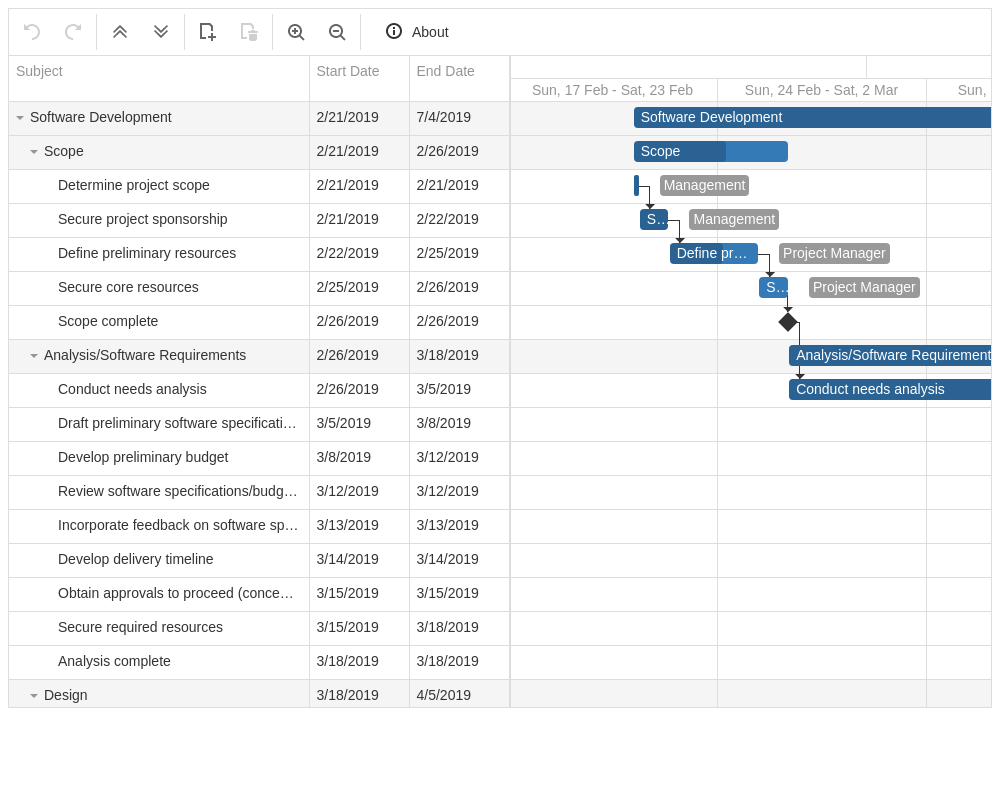 About
Subject Start Date End Date
Sun, 17 Feb - Sat, 23 Feb Sun, 24 Feb - Sat, 2 Mar Sun,
Software Development 2/21/2019 7/4/2019 Software Development
Scope 2/21/2019 2/26/2019 Scope
Determine project scope 2/21/2019 2/21/2019 Management
Secure project sponsorship 2/21/2019 2/22/2019 S... Management
Define preliminary resources 2/22/2019 2/25/2019 Define pr... Project Manager
Secure core resources 2/25/2019 2/26/2019 S... Project Manager
Scope complete 2/26/2019 2/26/2019
Analysis/Software Requirements 2/26/2019 3/18/2019 Analysis/Software Requirement
Conduct needs analysis 2/26/2019 3/5/2019 Conduct needs analysis
Draft preliminary software specificati... 3/5/2019 3/8/2019
Develop preliminary budget 3/8/2019 3/12/2019
Review software specifications/budg... 3/12/2019 3/12/2019
Incorporate feedback on software sp... 3/13/2019 3/13/2019
Develop delivery timeline 3/14/2019 3/14/2019
Obtain approvals to proceed (conce... 3/15/2019 3/15/2019
Secure required resources 3/15/2019 3/18/2019
Analysis complete 3/18/2019 3/18/2019
Design 3/18/2019 4/5/2019